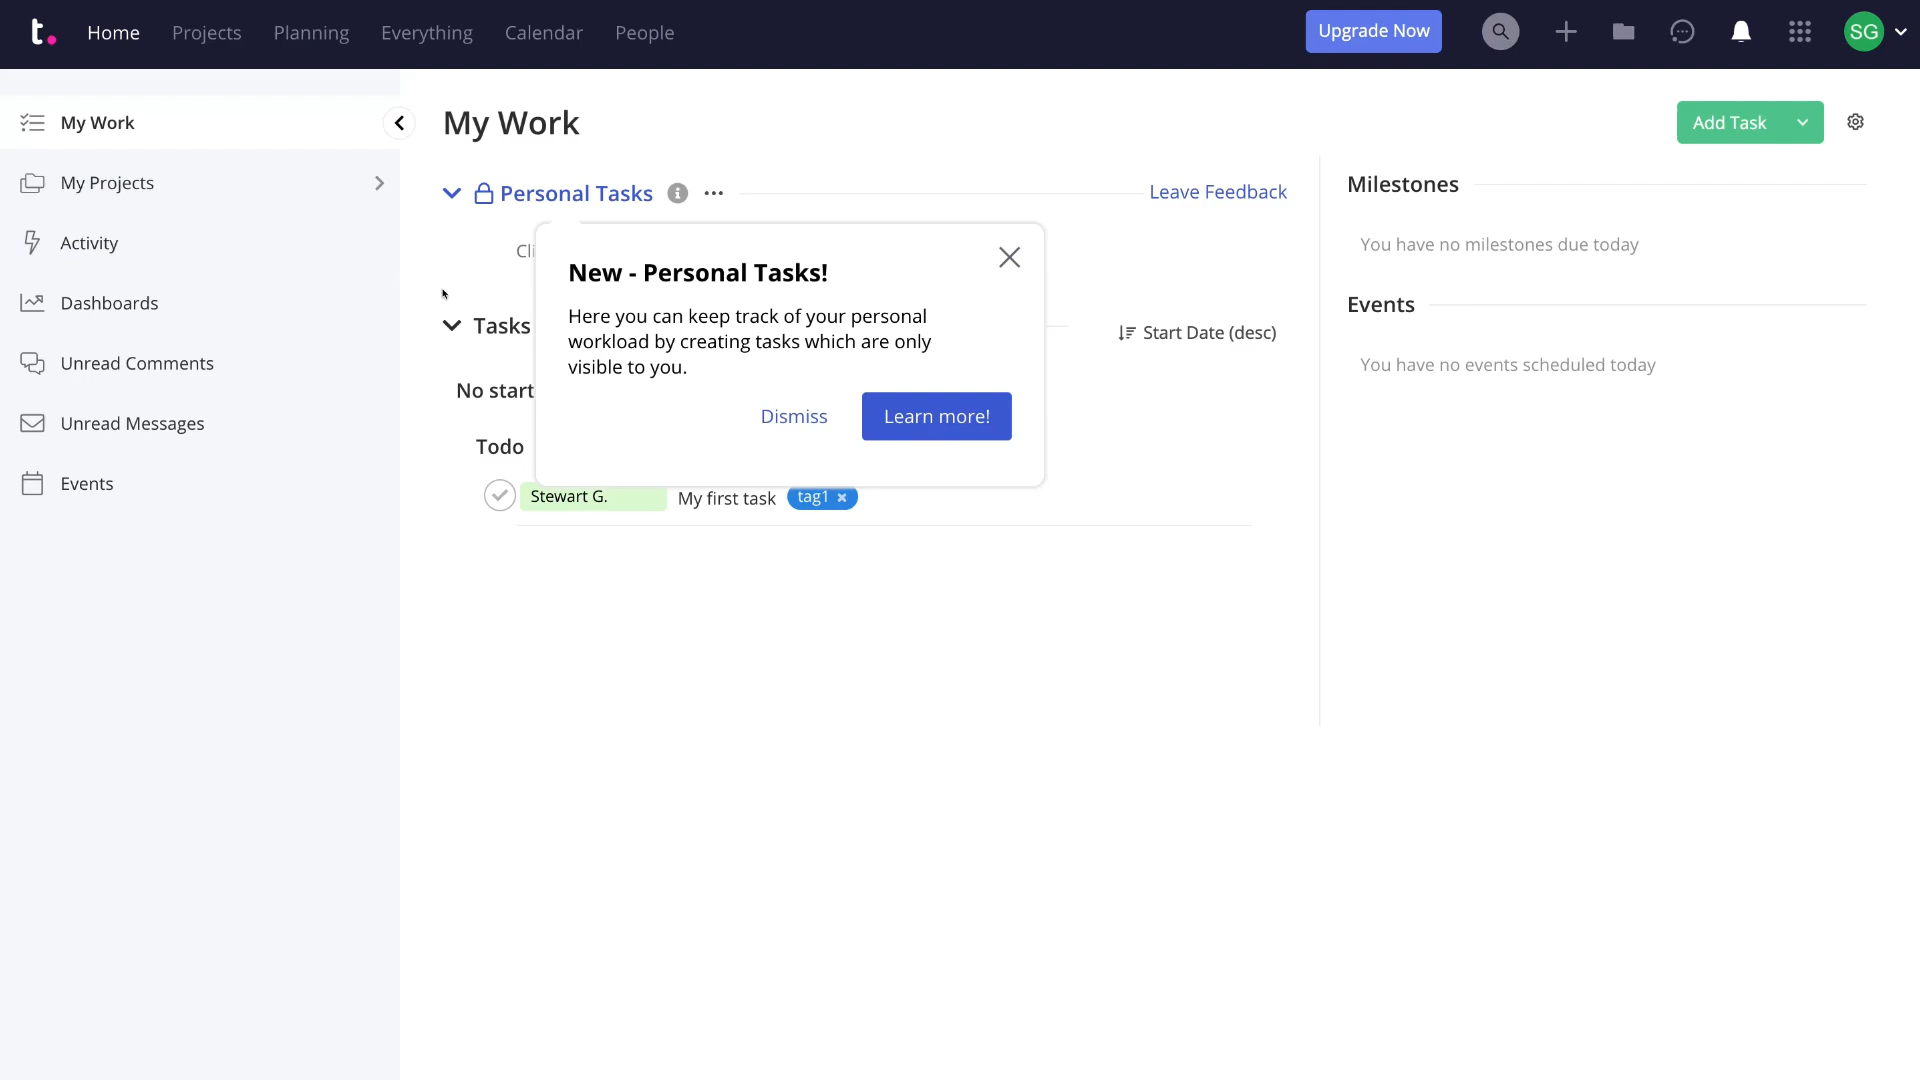 t.
Home
Projects
Planning
Everything
Calendar
People
Upgrade Now
SG
My Work
My Projects
Activity
Dashboards
Unread Comments
Unread Messages
Events
My Work
Add Task
Personal Tasks
Leave Feedback
Cli
New - Personal Tasks!
Here you can keep track of your personal
workload by creating tasks which are only
visible to you.
Dismiss
Learn more!
Tasks
Start Date (desc)
No start
Todo
Stewart G.
My first task
tag1
Milestones
You have no milestones due today
Events
You have no events scheduled today